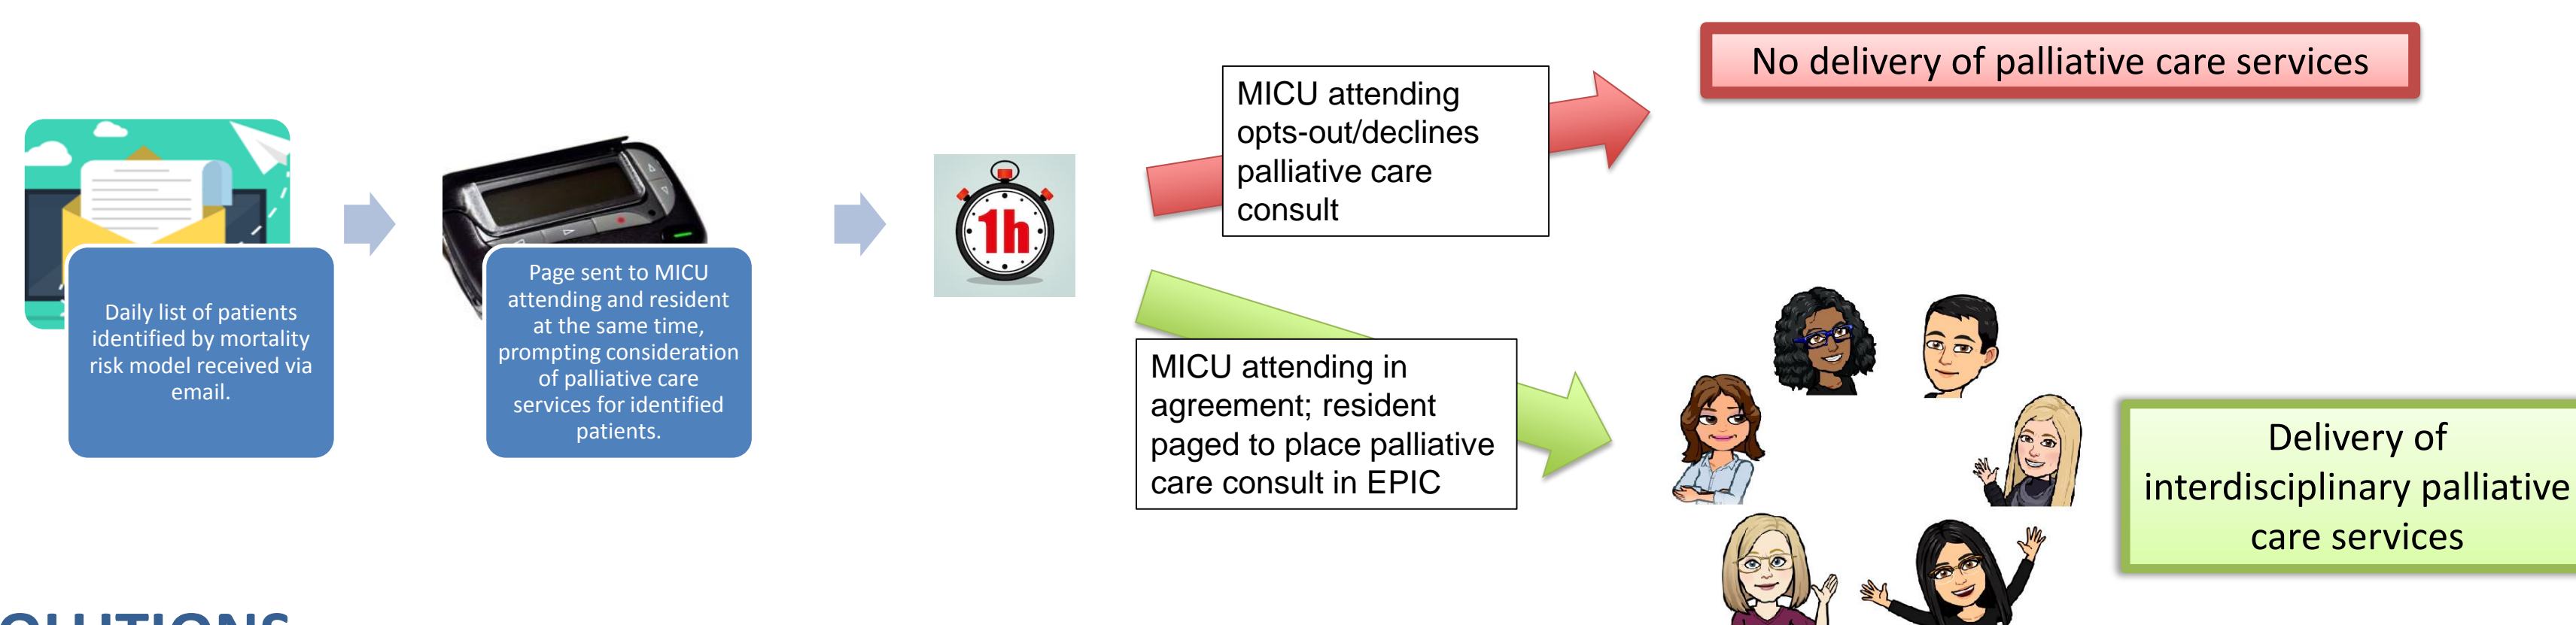 Daily list of patients
identified by mortality
risk model received via
email.
Page sent to MICU
attending and resident
at the same time,
prompting consideration
of palliative care
services for identified
patients.
1h
MICU attending
opts-out/declines
palliative care
consult
No delivery of palliative care services
MICU attending in
agreement; resident
paged to place palliative
care consult in EPIC
Delivery of
interdisciplinary palliative
care services
OLUTIONS